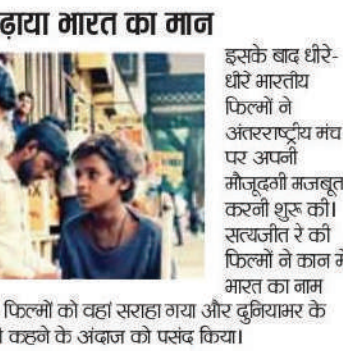 ढ़ाया भारत का मान
इसके बाद धीरे-
धीरे भारतीय
फिल्मों ने
अंतरराष्ट्रीय मंच
पर अपनी
मौजूदगी मजबूत
करनी शुरू की।
सत्यजीत रे की
फिल्मों ने कान में
भारत का नाम
फिल्मों को वहां सराहा गया और दुनियाभर के
कहने के अंदाज को पसंद किया।